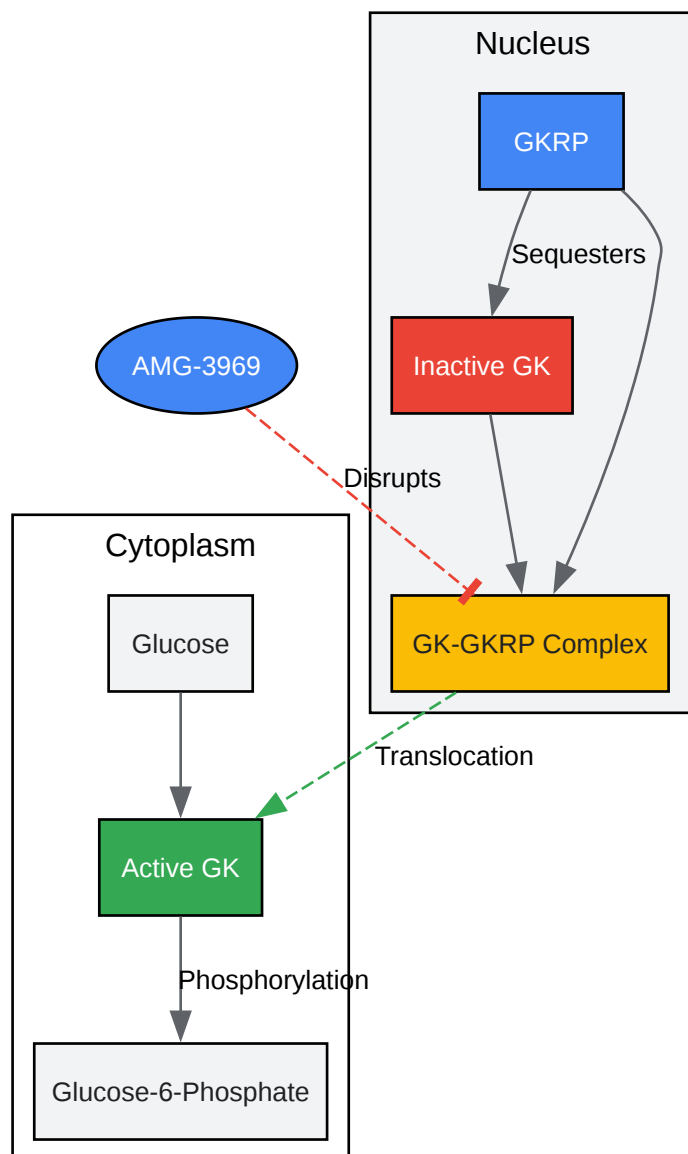 Nucleus
GKRP
Sequesters
AMG-3969
Inactive GK
Disrupts
Cytoplasm
Glucose
GK-GKRP Complex
Translocation
Active GK
Phosphorylation
Glucose-6-Phosphate